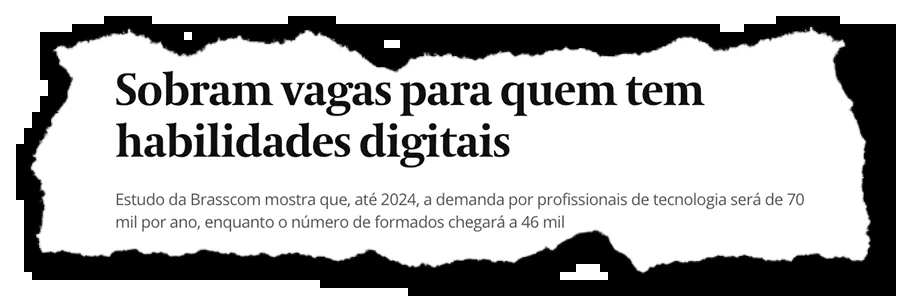 Sobram vagas para quem tem
habilidades digitais
Estudo da Brasscom mostra que, até 2024, a demanda por profissionais de tecnologia será de 70
mil por ano, enquanto o número de formados chegará a 46 mil